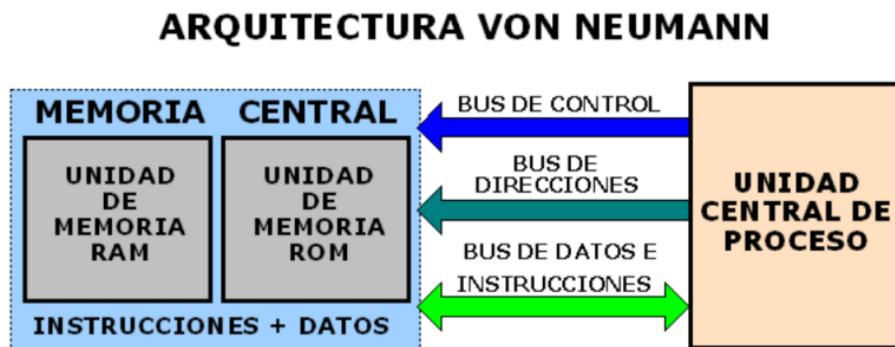 ARQUITECTURA VON NEUMANN
MEMORIA CENTRAL
UNIDAD
DE
MEMORIA
RAM
UNIDAD
DE
MEMORIA
ROM
INSTRUCCIONES + DATOS
BUS DE CONTROL
BUS DE
DIRECCIONES
BUS DE DATOS E
INSTRUCCIONES
UNIDAD
CENTRAL DE
PROCESO